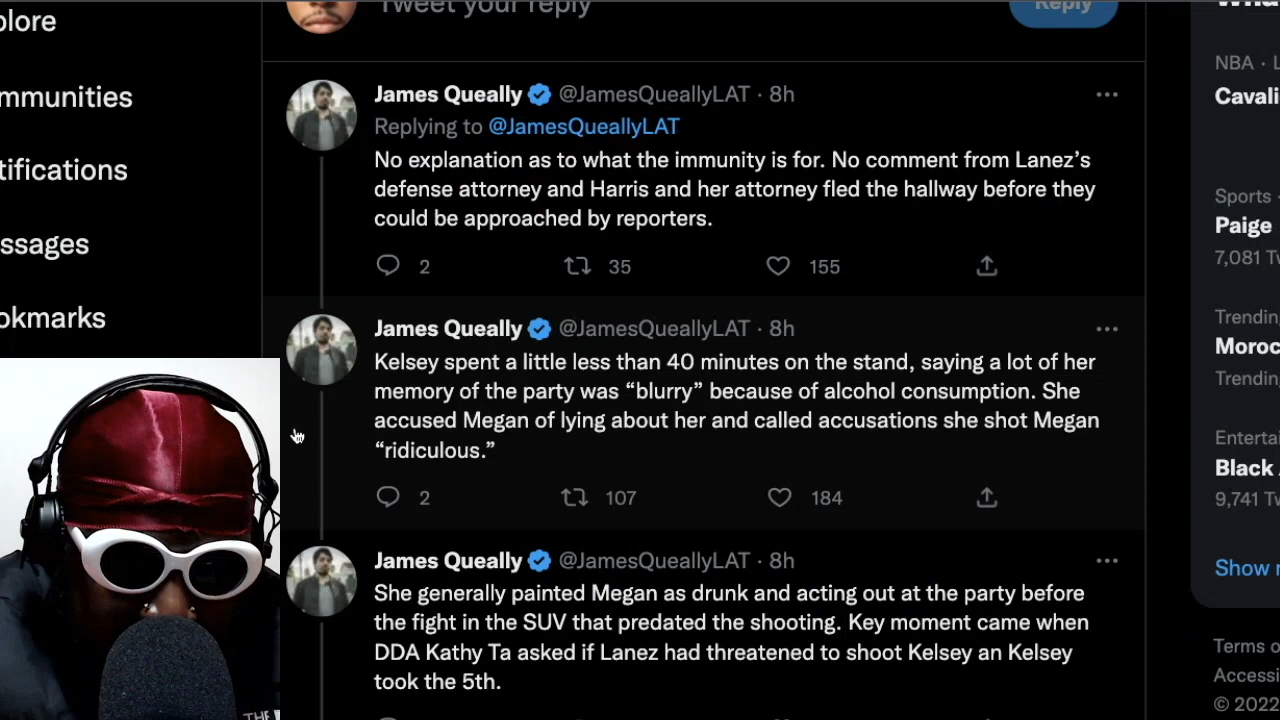 plore
mmunities
tifications
ssages
okmarks
Tweet your reply
Reply
James Queally @JamesQueallyLAT · 8h
Replying to @JamesQueallyLAT
No explanation as to what the immunity is for. No comment from Lanez’s
defense attorney and Harris and her attorney fled the hallway before they
could be approached by reporters.
2 35 155
James Queally @JamesQueallyLAT · 8h
Kelsey spent a little less than 40 minutes on the stand, saying a lot of her
memory of the party was “blurry” because of alcohol consumption. She
accused Megan of lying about her and called accusations she shot Megan
“ridiculous.”
2 107 184
James Queally @JamesQueallyLAT · 8h
She generally painted Megan as drunk and acting out at the party before
the fight in the SUV that predated the shooting. Key moment came when
DDA Kathy Ta asked if Lanez had threatened to shoot Kelsey an Kelsey
took the 5th.
NBA · L
Cavali
Sports ·
Paige
7,081 Tw
Trendin
Moroc
Trendin
Enterta
Black
9,741 Tw
Show
Terms o
Accessi
© 2022
THE